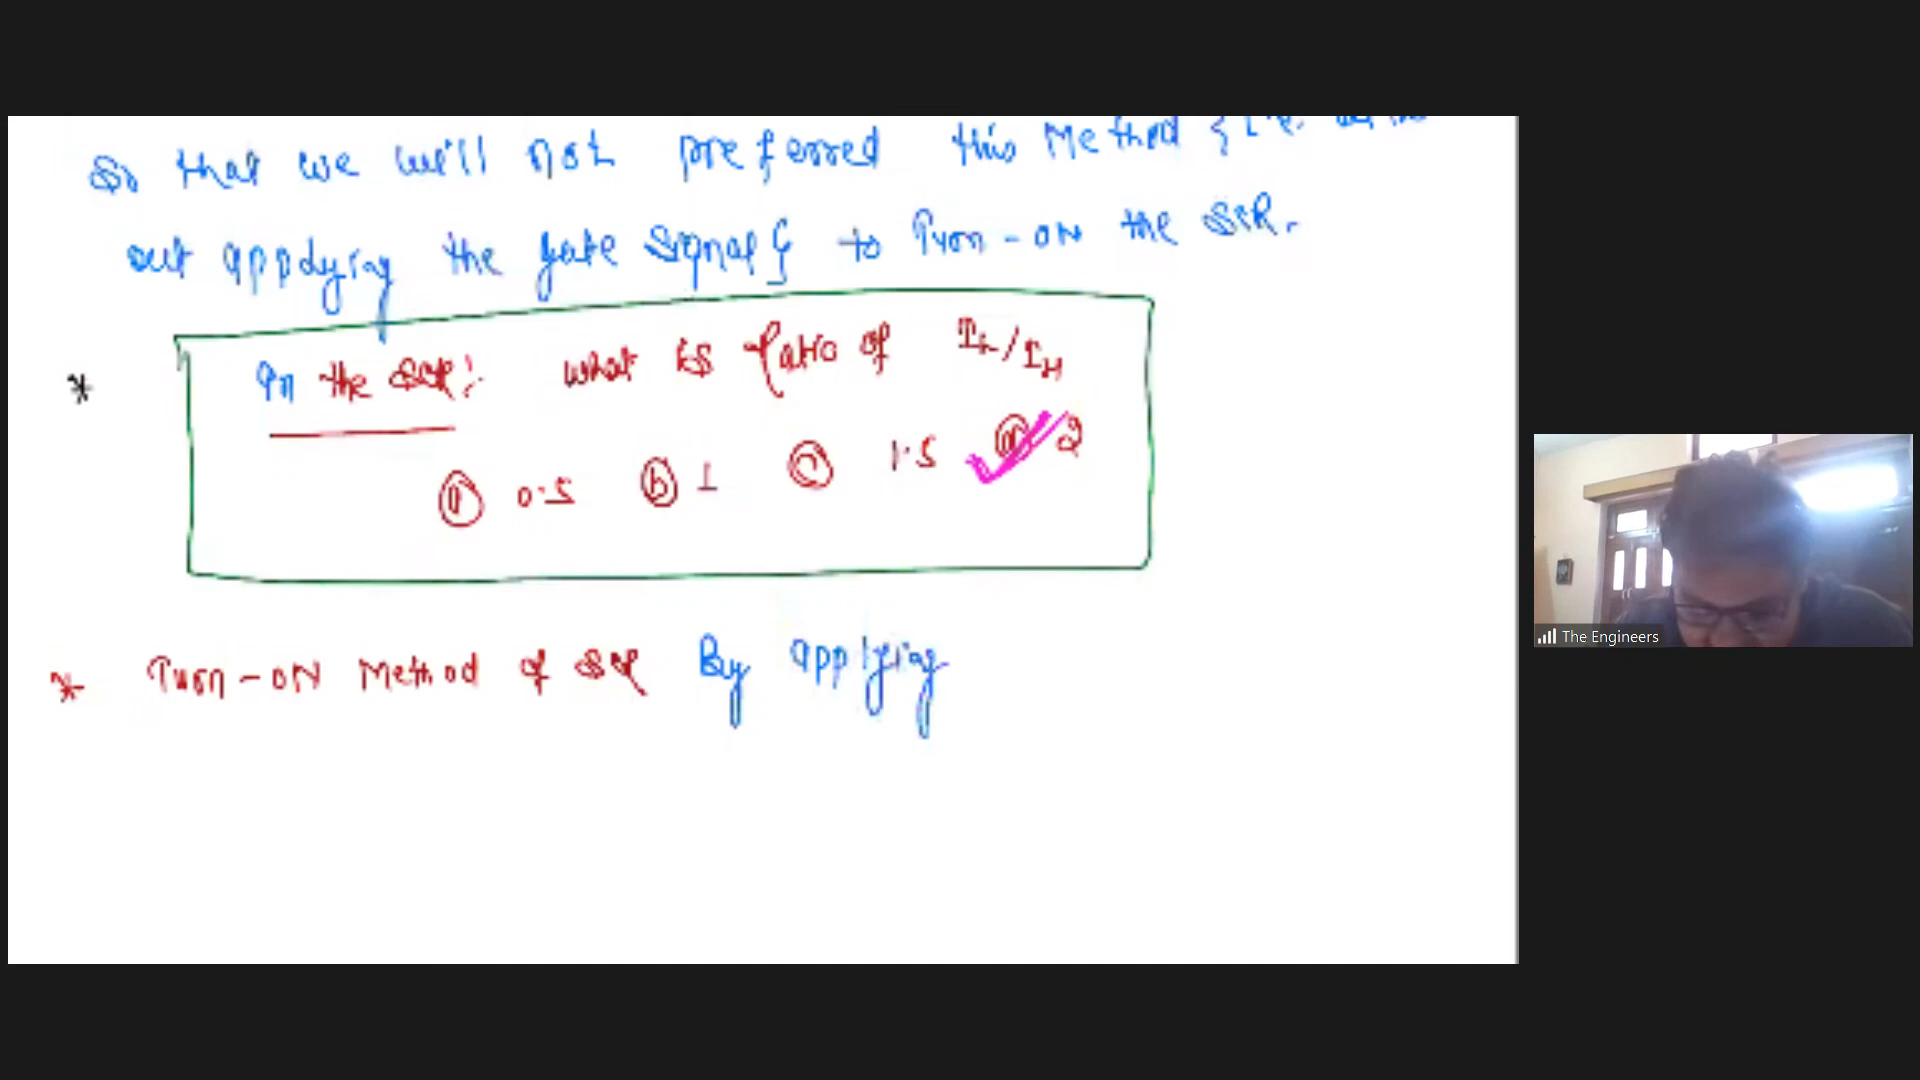 So that we will not preferred this Method {i.e.
out applying the gate signal} to Turn-ON the SCR.
* In the SCR: what is Ratio of IL/IH
(a) 0.5 (b) 1 (c) 1.5 (d) 2
* Turn-ON Method of SCR By applying
The Engineers